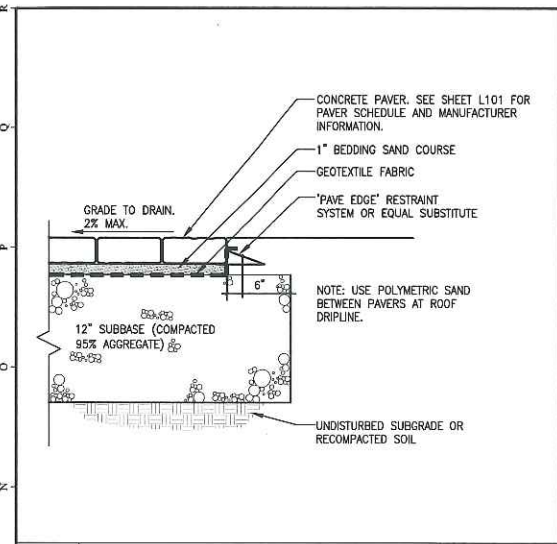 R
Q
P
O
N
CONCRETE PAVER. SEE SHEET L101 FOR
PAVER SCHEDULE AND MANUFACTURER
INFORMATION.
1" BEDDING SAND COURSE
GEOTEXTILE FABRIC
'PAVE EDGE' RESTRAINT
SYSTEM OR EQUAL SUBSTITUTE
GRADE TO DRAIN.
2% MAX.
6"
NOTE: USE POLYMETRIC SAND
BETWEEN PAVERS AT ROOF
DRIPLINE.
12" SUBBASE (COMPACTED
95% AGGREGATE)
UNDISTURBED SUBGRADE OR
RECOMPACTED SOIL